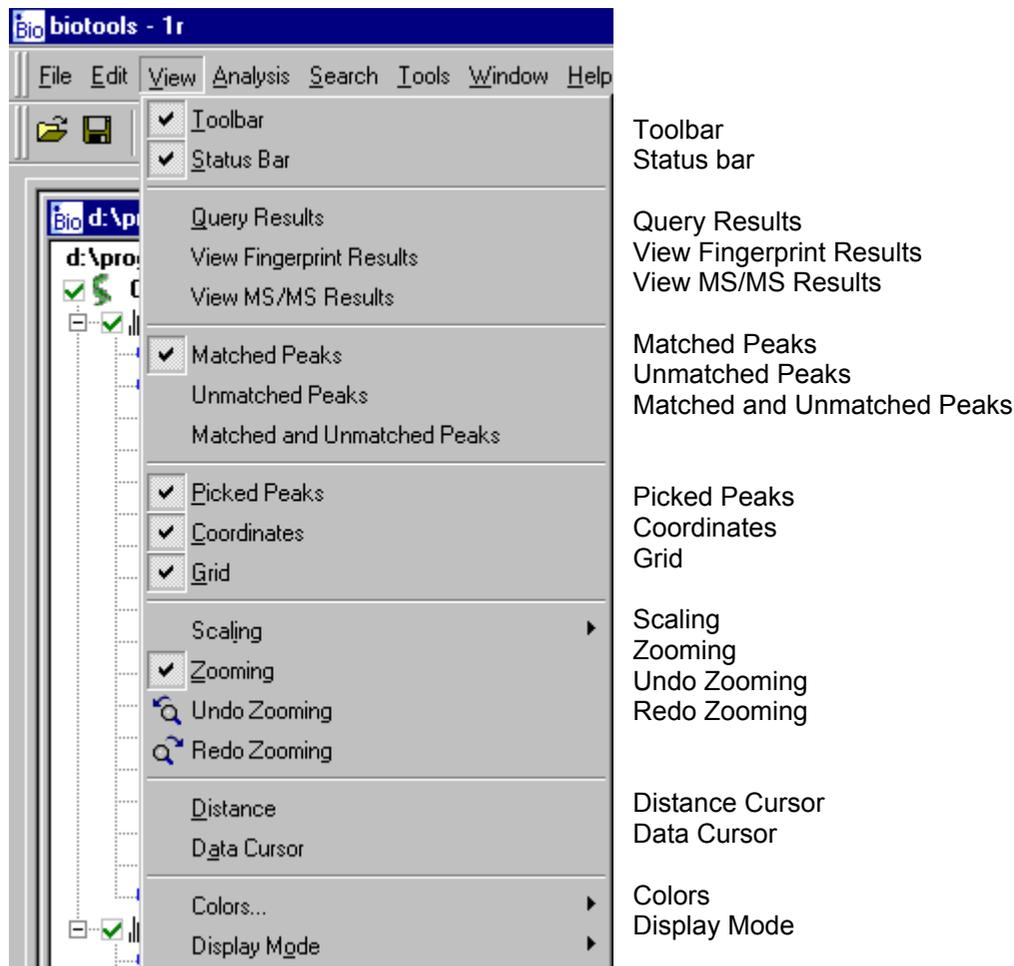 Bio biotools - 1r
File Edit View Analysis Search Tools Window Help
Toolbar
Status Bar
Query Results
View Fingerprint Results
View MS/MS Results
Matched Peaks
Unmatched Peaks
Matched and Unmatched Peaks
Picked Peaks
Coordinates
Grid
Scaling
Zooming
Undo Zooming
Redo Zooming
Distance
Data Cursor
Colors...
Display Mode
Bio d:\p
d:\pro
Toolbar
Status bar
Query Results
View Fingerprint Results
View MS/MS Results
Matched Peaks
Unmatched Peaks
Matched and Unmatched Peaks
Picked Peaks
Coordinates
Grid
Scaling
Zooming
Undo Zooming
Redo Zooming
Distance Cursor
Data Cursor
Colors
Display Mode